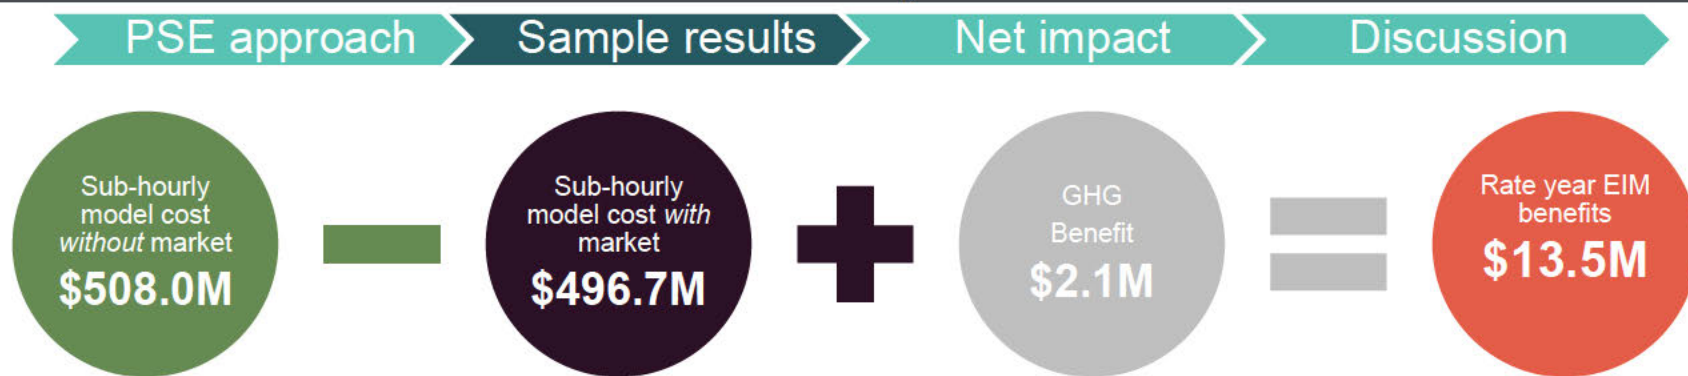 PSE approach
Sample results
Net impact
Discussion
Sub-hourly
model cost
without market
$508.0M
Sub-hourly
model cost with
market
$496.7M
GHG
Benefit
$2.1M
Rate year EIM
benefits
$13.5M